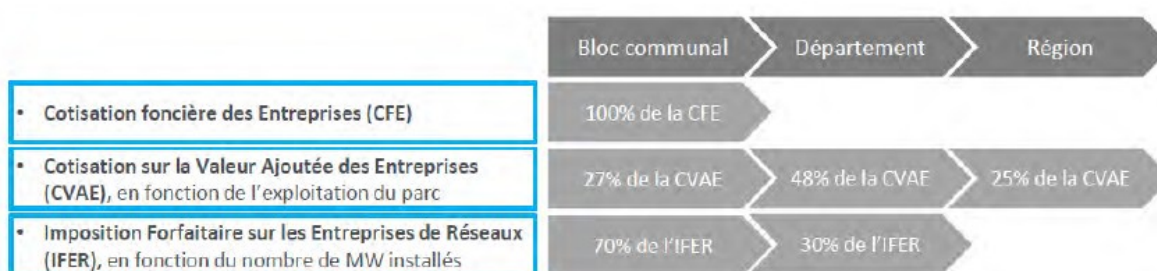 Bloc communal
Département
Région
• Cotisation foncière des Entreprises (CFE)
100% de la CFE
• Cotisation sur la Valeur Ajoutée des Entreprises
(CVAE), en fonction de l'exploitation du parc
27% de la CVAE
48% de la CVAE
25% de la CVAE
• Imposition Forfaitaire sur les Entreprises de Réseaux
(IFER), en fonction du nombre de MW installés
70% de l'IFER
30% de l'IFER